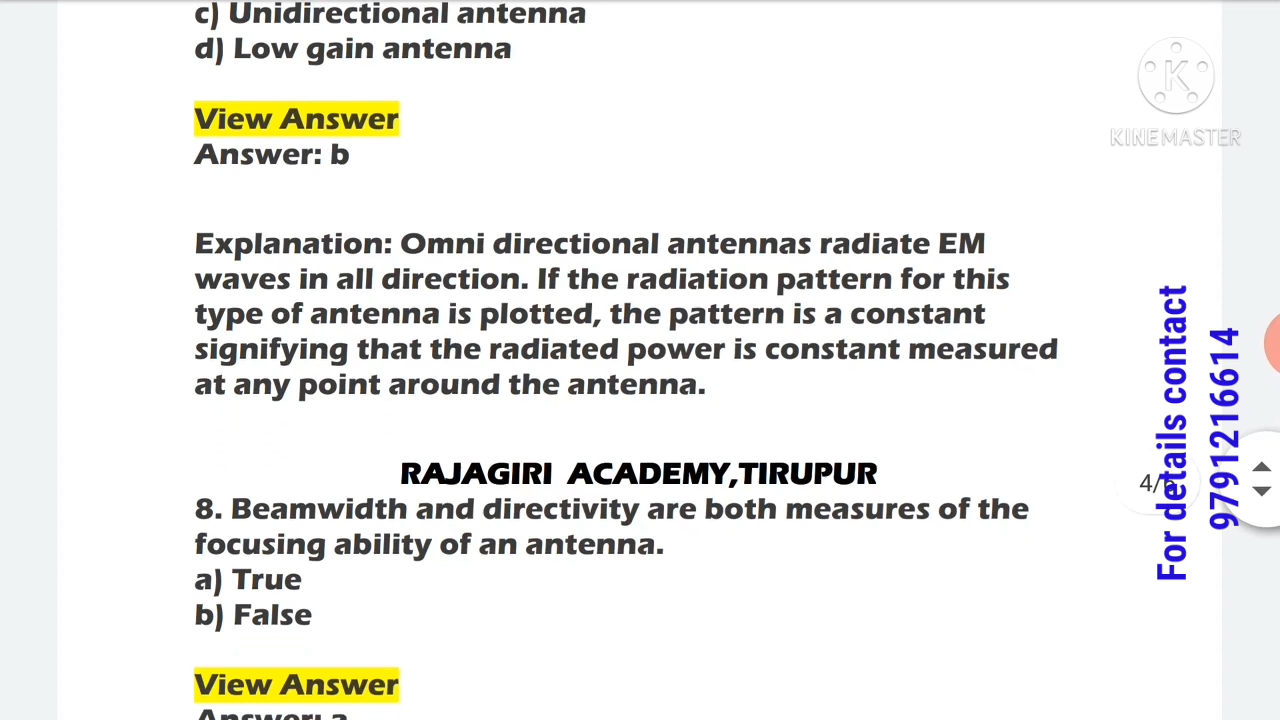 c) Unidirectional antenna
d) Low gain antenna
View Answer
Answer: b
Explanation: Omni directional antennas radiate EM
waves in all direction. If the radiation pattern for this
type of antenna is plotted, the pattern is a constant
signifying that the radiated power is constant measured
at any point around the antenna.
RAJAGIRI ACADEMY,TIRUPUR
8. Beamwidth and directivity are both measures of the
focusing ability of an antenna.
a) True
b) False
View Answer
Answer: a
K
KINEMASTER
4/6
For details contact
9791216614